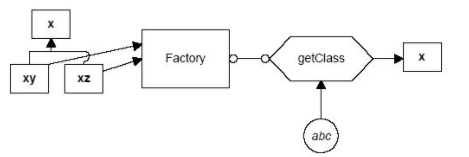 x
xy
xz
Factory
getClass
x
abc